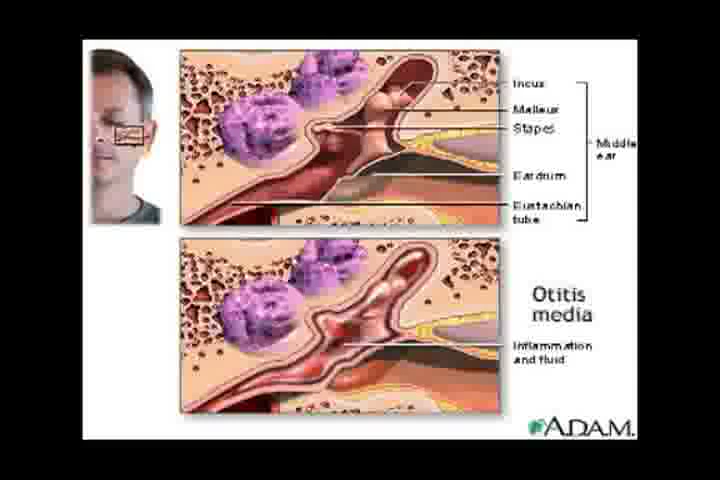 Incus
Malleus
Stapes
Middle
ear
Eardrum
Eustachian
tube
Otitis
media
Inflammation
and fluid
A.D.A.M.